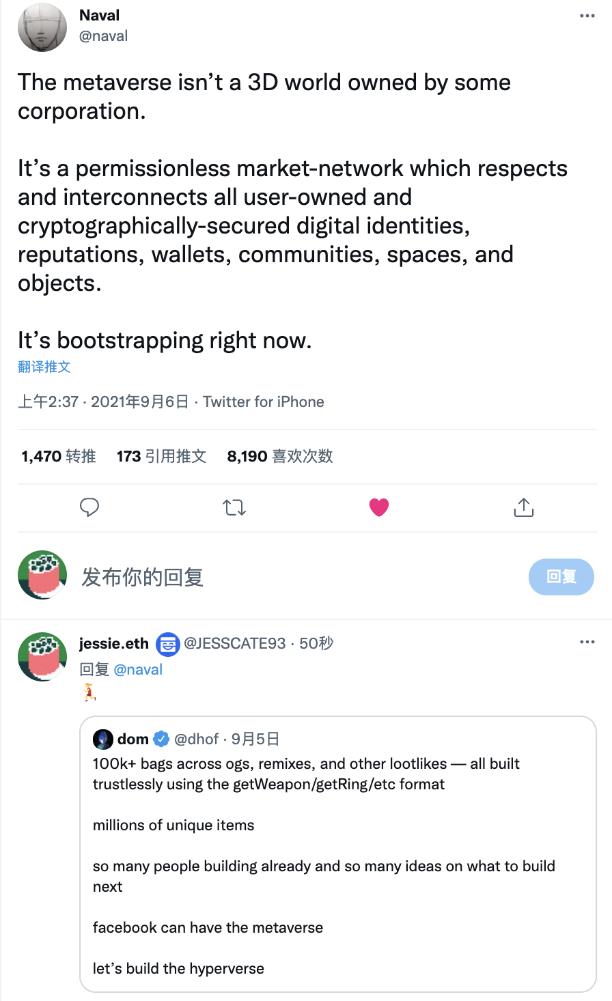 Naval
@naval
The metaverse isn’t a 3D world owned by some
corporation.
It’s a permissionless market-network which respects
and interconnects all user-owned and
cryptographically-secured digital identities,
reputations, wallets, communities, spaces, and
objects.
It’s bootstrapping right now.
翻译推文
上午2:37 · 2021年9月6日 · Twitter for iPhone
1,470 转推 173 引用推文 8,190 喜欢次数
发布你的回复 回复
jessie.eth @JESSCATE93 · 50秒
回复 @naval
dom @dhof · 9月5日
100k+ bags across ogs, remixes, and other lootlikes — all built
trustlessly using the getWeapon/getRing/etc format
millions of unique items
so many people building already and so many ideas on what to build
next
facebook can have the metaverse
let’s build the hyperverse